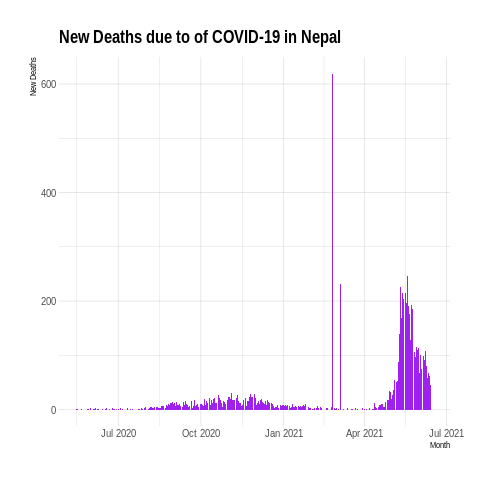 New Deaths due to of COVID-19 in Nepal
New Deaths
600
400
200
0
Jul 2020 Oct 2020 Jan 2021 Apr 2021 Jul 2021
Month